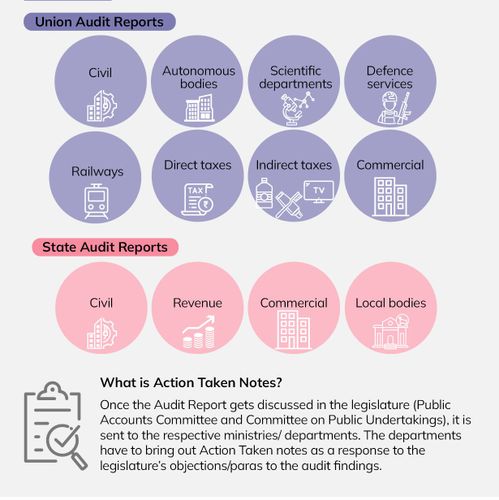 Union Audit Reports
Civil
Autonomous
bodies
Scientific
departments
Defence
services
Railways
Direct taxes
TAX
Indirect taxes
TV
Commercial
State Audit Reports
Civil
Revenue
Commercial
Local bodies
What is Action Taken Notes?
Once the Audit Report gets discussed in the legislature (Public
Accounts Committee and Committee on Public Undertakings), it is
sent to the respective ministries/ departments. The departments
have to bring out Action Taken notes as a response to the
legislature's objections/paras to the audit findings.